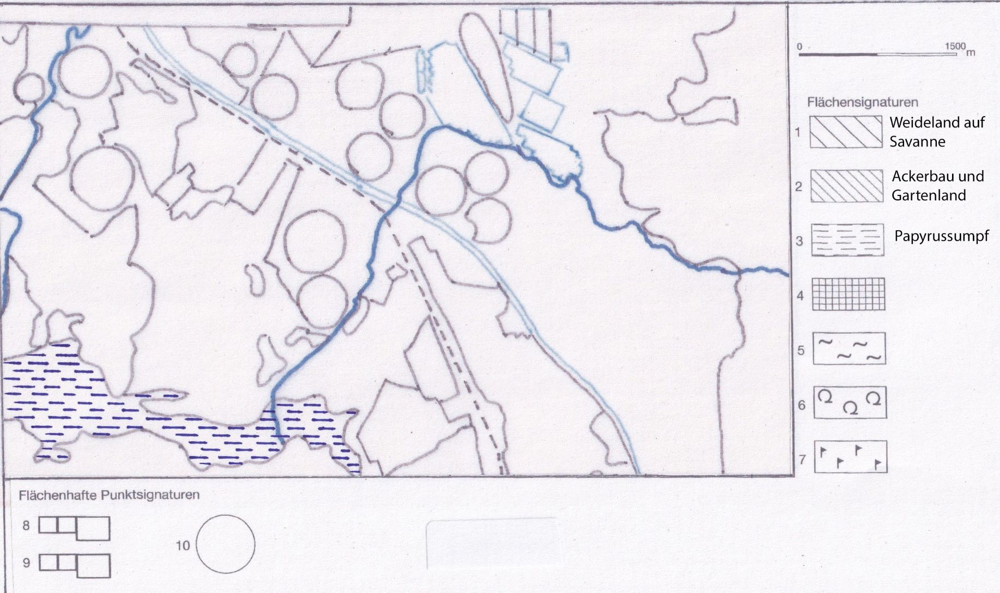 0 1500 m
Flächensignaturen
1 Weideland auf
Savanne
2 Ackerbau und
Gartenland
3 Papyrussumpf
4
5
6
7
Flächenhafte Punktsignaturen
8
9
10